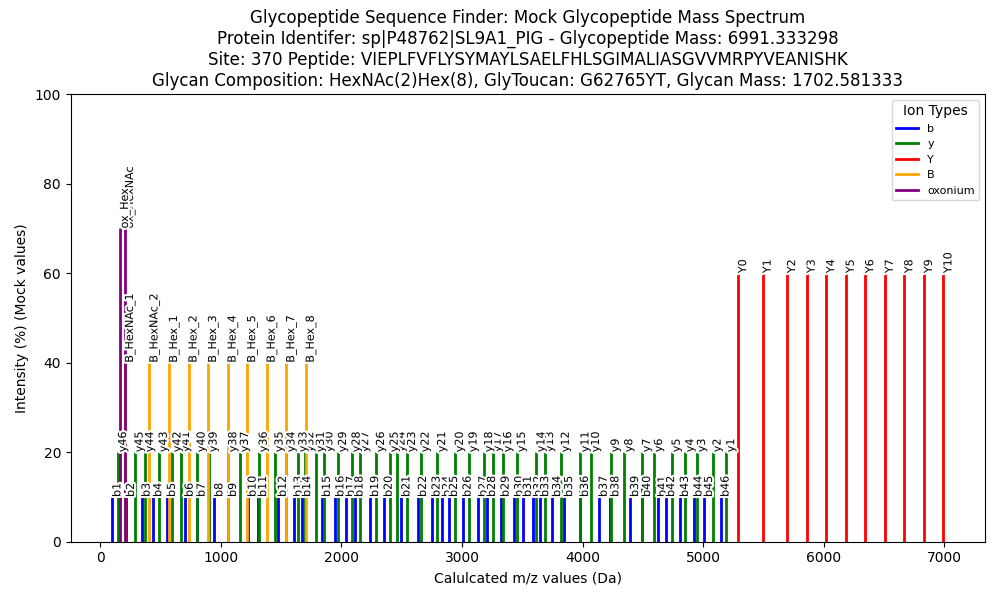 Glycopeptide Sequence Finder: Mock Glycopeptide Mass Spectrum
Protein Identifer: sp|P48762|SL9A1_PIG - Glycopeptide Mass: 6991.333298
Site: 370 Peptide: VIEPLFVFLYSYMAYLSAELFHLSGIMALIASGVVMRPYVEANISHK
Glycan Composition: HexNAc(2)Hex(8), GlyToucan: G62765YT, Glycan Mass: 1702.581333
Intensity (%) (Mock values)
100
80
60
40
20
0
Ion Types
b
y
Y
B
oxonium
ox_Hex
ox_HexNAc
Y0
Y1
Y2
Y3
Y4
Y5
Y6
Y7
Y8
Y9
Y10
B_HexNAc_1
B_HexNAc_2
B_Hex_1
B_Hex_2
B_Hex_3
B_Hex_4
B_Hex_5
B_Hex_6
B_Hex_7
B_Hex_8
y46
y45
y44
y43
y42
y41
y40
y39
y38
y37
y36
y35
y34
y33
y32
y31
y30
y29
y28
y27
y26
y25
y24
y23
y22
y21
y20
y19
y18
y17
y16
y15
y14
y13
y12
y11
y10
y9
y8
y7
y6
y5
y4
y3
y2
y1
b1
b2
b3
b4
b5
b6
b7
b8
b9
b10
b11
b12
b13
b14
b15
b16
b17
b18
b19
b20
b21
b22
b23
b24
b25
b26
b27
b28
b29
b30
b31
b32
b33
b34
b35
b36
b37
b38
b39
b40
b41
b42
b43
b44
b45
b46
0
1000
2000
3000
4000
5000
6000
7000
Calulcated m/z values (Da)